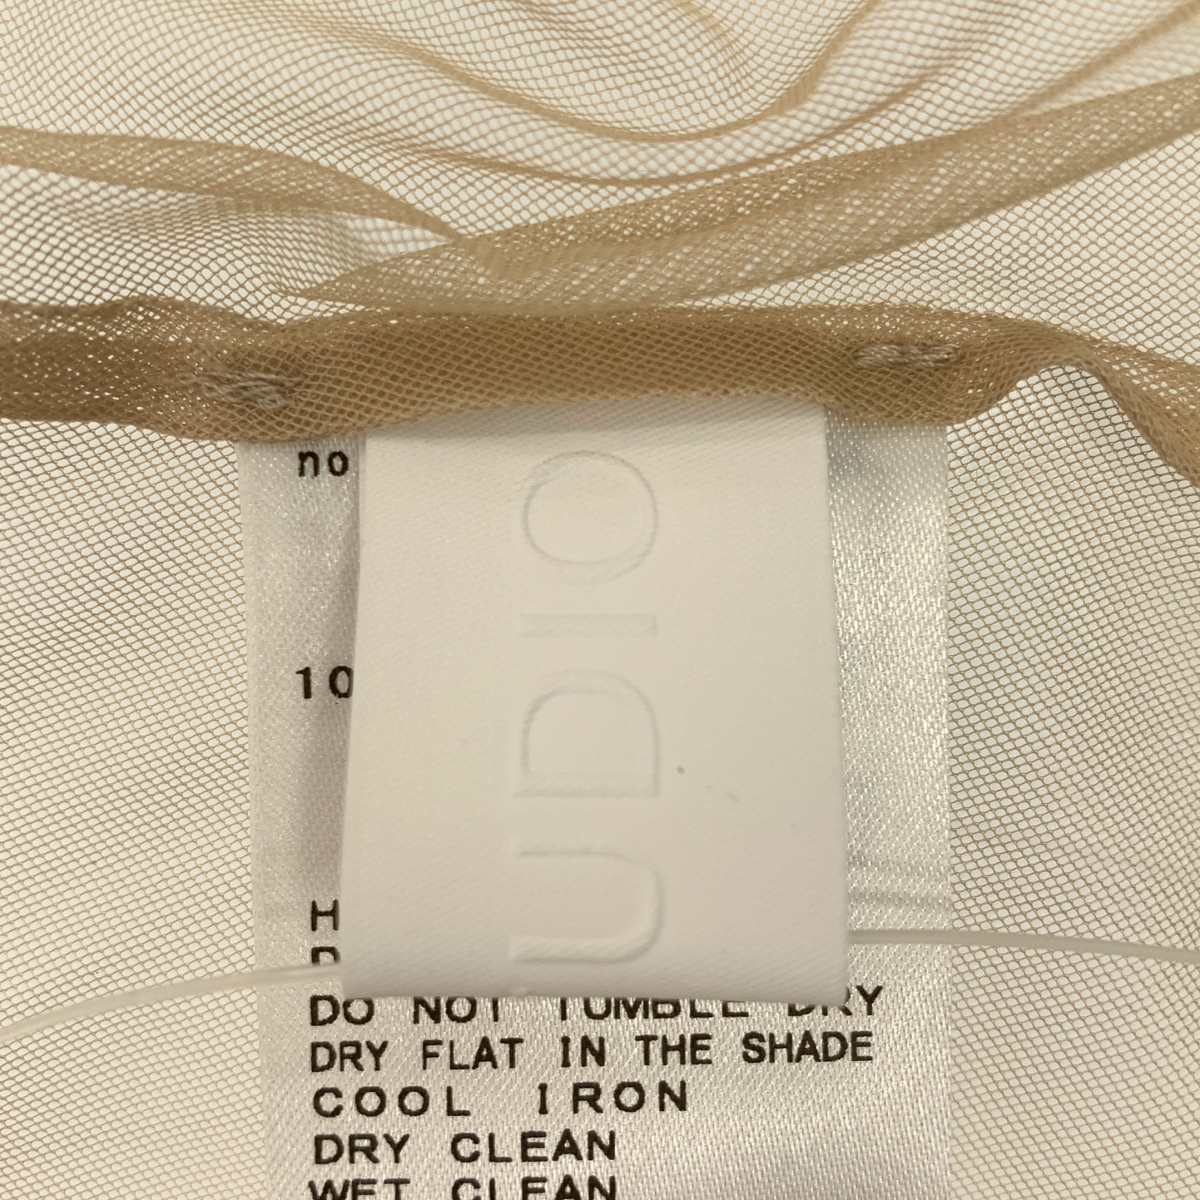 no
UDIO
10
H
DO NOT TUMBLE DRY
DRY FLAT IN THE SHADE
COOL IRON
DRY CLEAN
WET CLEAN